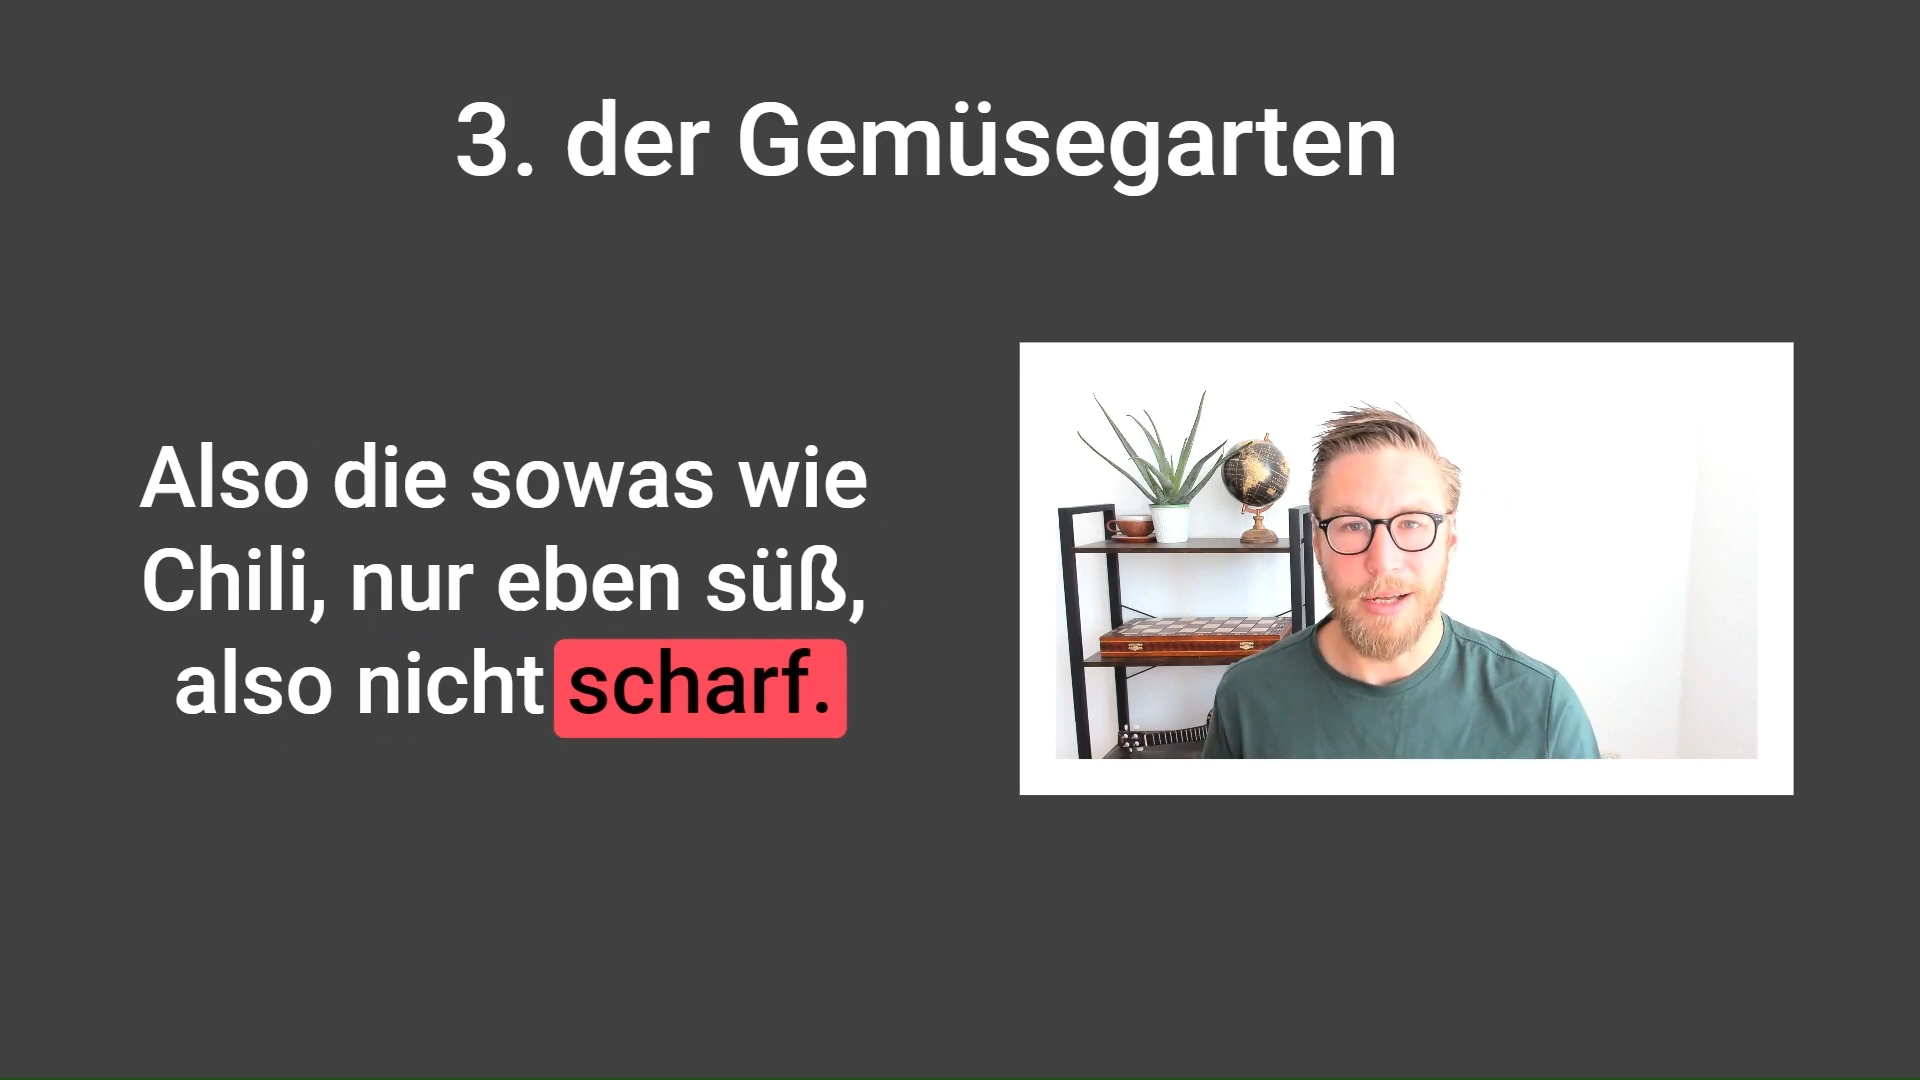 3. der Gemüsegarten
Also die sowas wie
Chili, nur eben süß,
also nicht scharf.